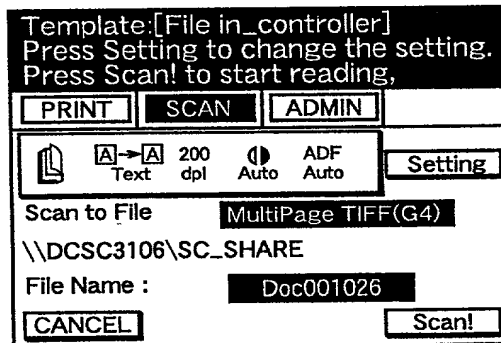 Template:[File in_controller]
Press Setting to change the setting.
Press Scan! to start reading,
PRINT SCAN ADMIN
A→A 200 ADF
Text dpI Auto Auto
Setting
Scan to File MultiPage TIFF(G4)
\\DCSC3106\SC_SHARE
File Name : Doc001026
CANCEL Scan!